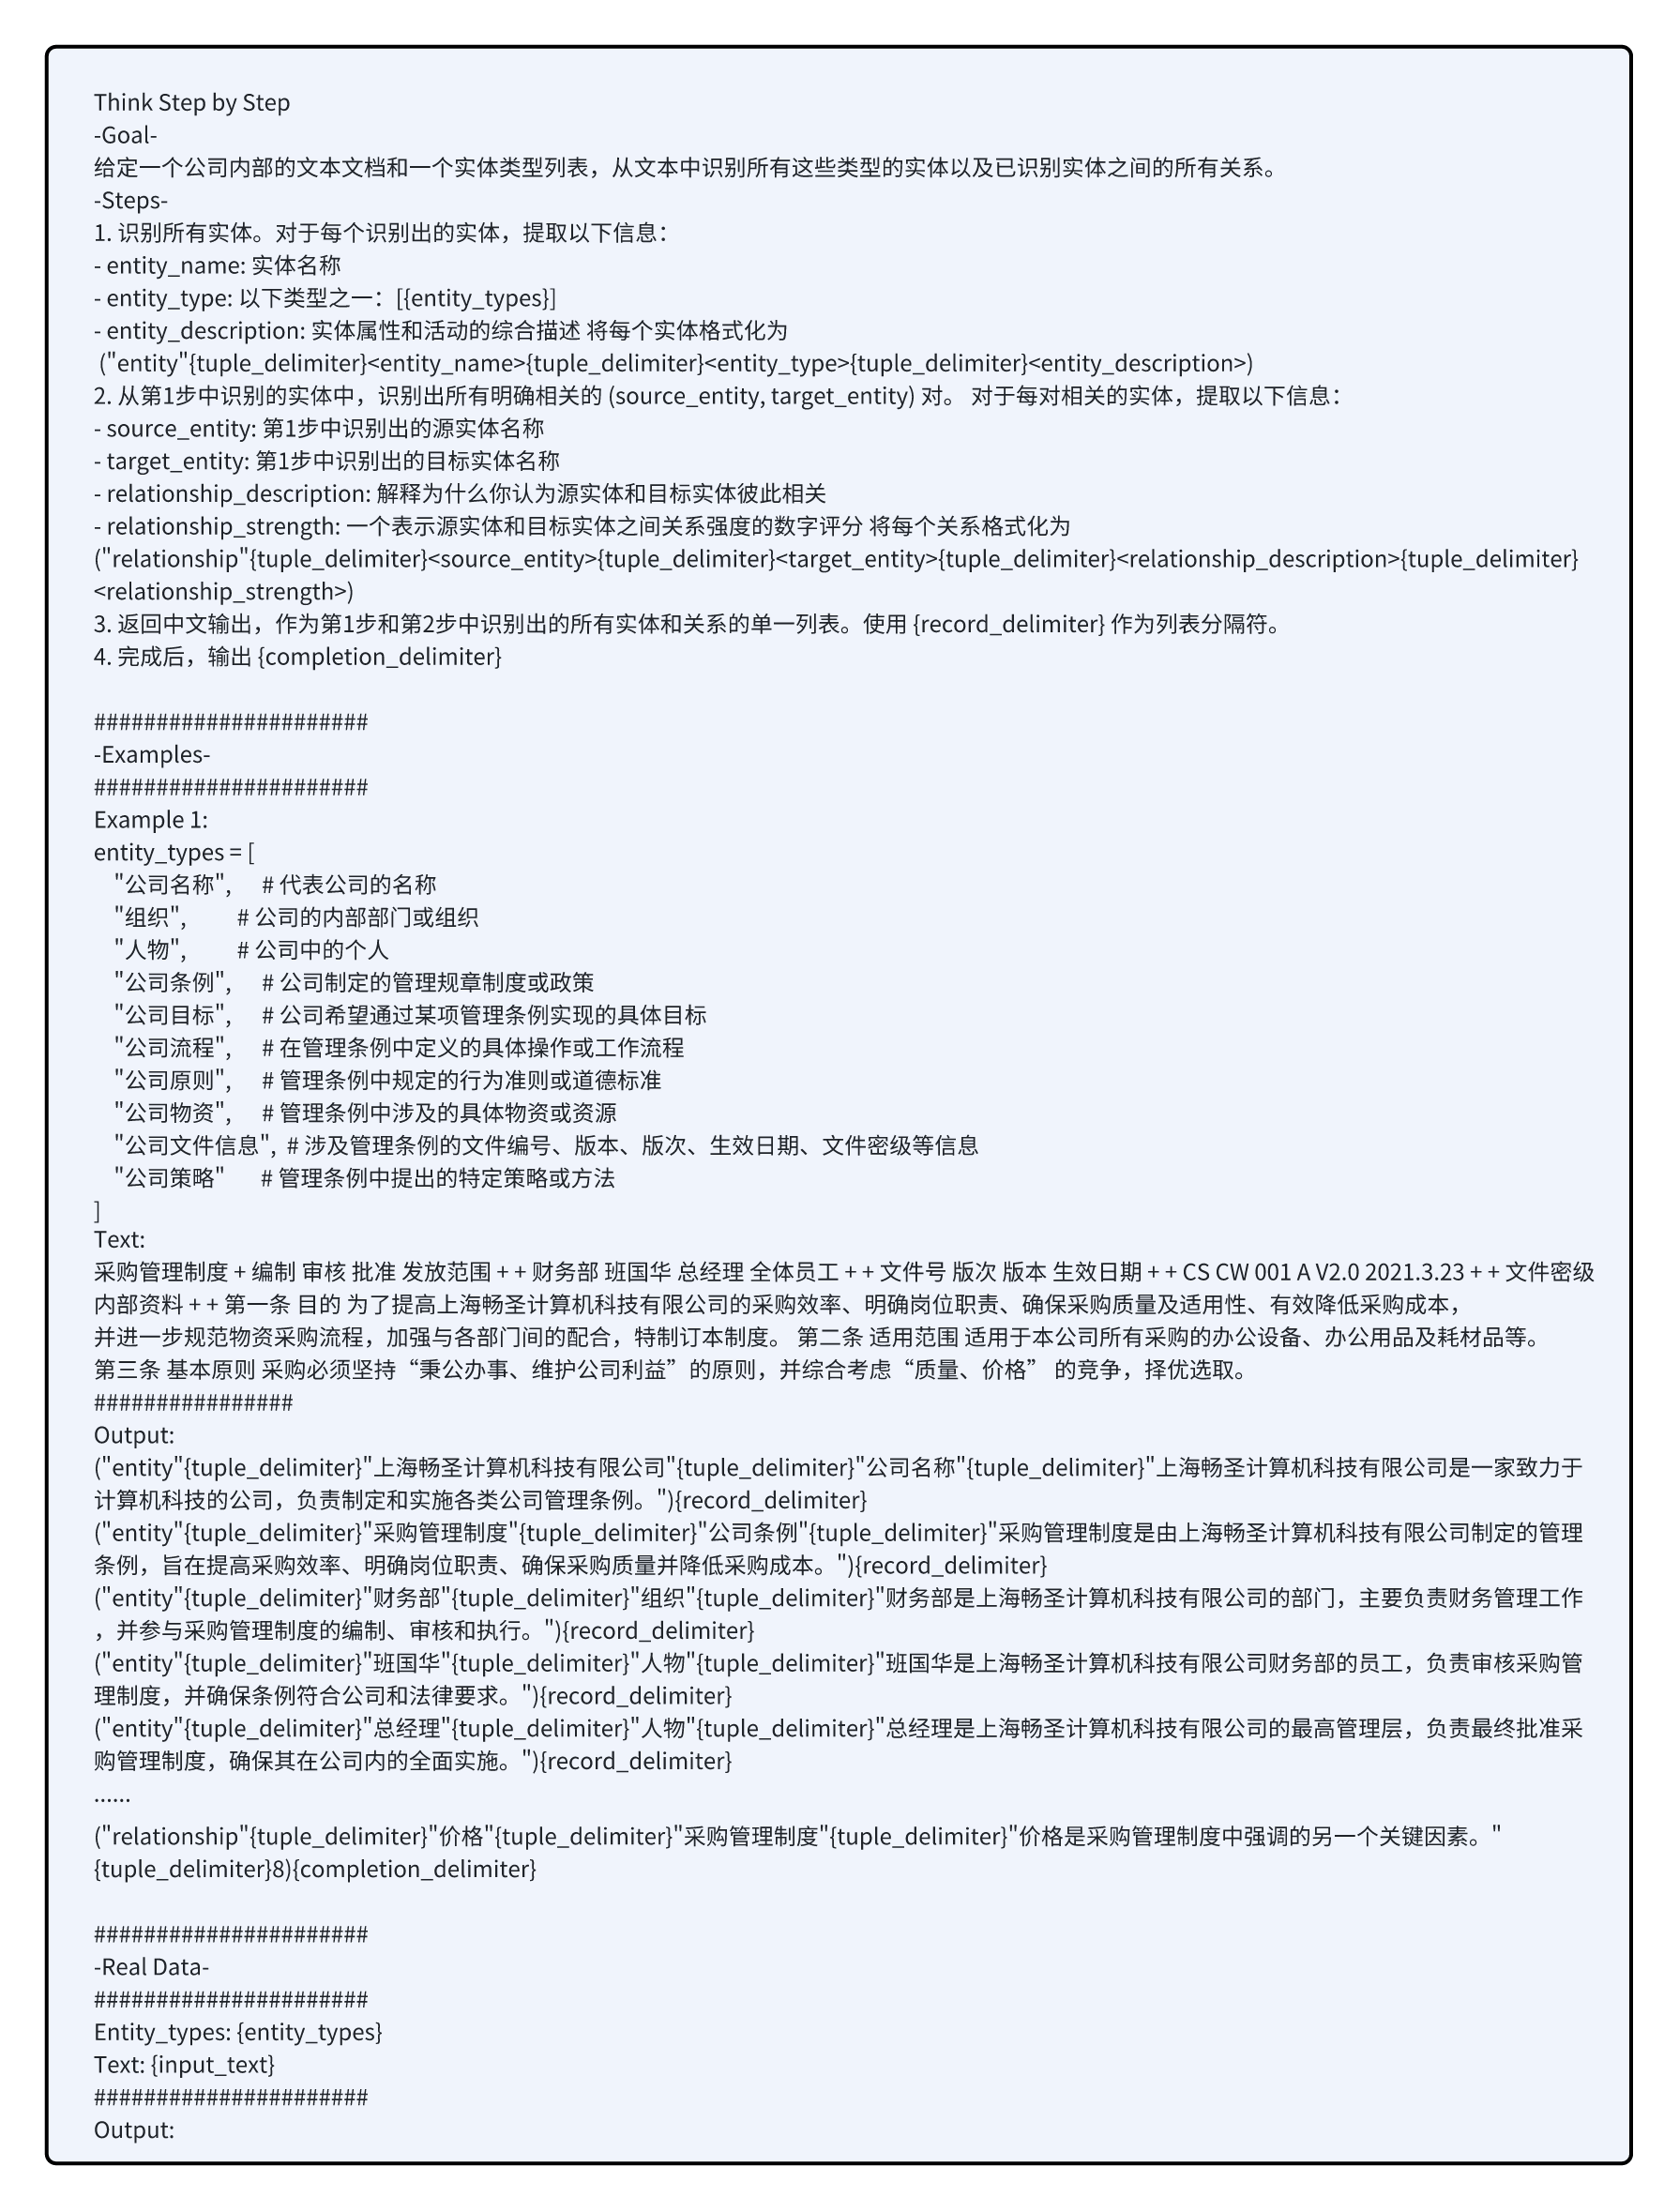 Think Step by Step
-Goal-
给定一个公司内部的文本文档和一个实体类型列表，从文本中识别所有这些类型的实体以及已识别实体之间的所有关系。
-Steps-
1. 识别所有实体。对于每个识别出的实体，提取以下信息：
- entity_name: 实体名称
- entity_type: 以下类型之一：[{entity_types}]
- entity_description: 实体属性和活动的综合描述 将每个实体格式化为
("entity"{tuple_delimiter}<entity_name>{tuple_delimiter}<entity_type>{tuple_delimiter}<entity_description>)
2. 从第1步中识别的实体中，识别出所有明确相关的 (source_entity, target_entity) 对。 对于每对相关的实体，提取以下信息：
- source_entity: 第1步中识别出的源实体名称
- target_entity: 第1步中识别出的目标实体名称
- relationship_description: 解释为什么你认为源实体和目标实体彼此相关
- relationship_strength: 一个表示源实体和目标实体之间关系强度的数字评分 将每个关系格式化为
("relationship"{tuple_delimiter}<source_entity>{tuple_delimiter}<target_entity>{tuple_delimiter}<relationship_description>{tuple_delimiter}
<relationship_strength>)
3. 返回中文输出，作为第1步和第2步中识别出的所有实体和关系的单一列表。使用 {record_delimiter} 作为列表分隔符。
4. 完成后，输出 {completion_delimiter}
######################
-Examples-
######################
Example 1:
entity_types = [
"公司名称", # 代表公司的名称
"组织", # 公司的内部部门或组织
"人物", # 公司中的个人
"公司条例", # 公司制定的管理规章制度或政策
"公司目标", # 公司希望通过某项管理条例实现的具体目标
"公司流程", # 在管理条例中定义的具体操作或工作流程
"公司原则", # 管理条例中规定的行为准则或道德标准
"公司物资", # 管理条例中涉及的具体物资或资源
"公司文件信息", # 涉及管理条例的文件编号、版本、版次、生效日期、文件密级等信息
"公司策略" # 管理条例中提出的特定策略或方法
]
Text:
采购管理制度 + 编制 审核 批准 发放范围 + + 财务部 班国华 总经理 全体员工 + + 文件号 版次 版本 生效日期 + + CS CW 001 A V2.0 2021.3.23 + + 文件密级
内部资料 + + 第一条 目的 为了提高上海畅圣计算机科技有限公司的采购效率、明确岗位职责、确保采购质量及适用性、有效降低采购成本，
并进一步规范物资采购流程，加强与各部门间的配合，特制订本制度。 第二条 适用范围 适用于本公司所有采购的办公设备、办公用品及耗材品等。
第三条 基本原则 采购必须坚持“秉公办事、维护公司利益”的原则，并综合考虑“质量、价格” 的竞争，择优选取。
################
Output:
("entity"{tuple_delimiter}"上海畅圣计算机科技有限公司"{tuple_delimiter}"公司名称"{tuple_delimiter}"上海畅圣计算机科技有限公司是一家致力于
计算机科技的公司，负责制定和实施各类公司管理条例。"){record_delimiter}
("entity"{tuple_delimiter}"采购管理制度"{tuple_delimiter}"公司条例"{tuple_delimiter}"采购管理制度是由上海畅圣计算机科技有限公司制定的管理
条例，旨在提高采购效率、明确岗位职责、确保采购质量并降低采购成本。"){record_delimiter}
("entity"{tuple_delimiter}"财务部"{tuple_delimiter}"组织"{tuple_delimiter}"财务部是上海畅圣计算机科技有限公司的部门，主要负责财务管理工作
，并参与采购管理制度的编制、审核和执行。"){record_delimiter}
("entity"{tuple_delimiter}"班国华"{tuple_delimiter}"人物"{tuple_delimiter}"班国华是上海畅圣计算机科技有限公司财务部的员工，负责审核采购管
理制度，并确保条例符合公司和法律要求。"){record_delimiter}
("entity"{tuple_delimiter}"总经理"{tuple_delimiter}"人物"{tuple_delimiter}"总经理是上海畅圣计算机科技有限公司的最高管理层，负责最终批准采
购管理制度，确保其在公司内的全面实施。"){record_delimiter}
......
("relationship"{tuple_delimiter}"价格"{tuple_delimiter}"采购管理制度"{tuple_delimiter}"价格是采购管理制度中强调的另一个关键因素。"
{tuple_delimiter}8){completion_delimiter}
######################
-Real Data-
######################
Entity_types: {entity_types}
Text: {input_text}
######################
Output: